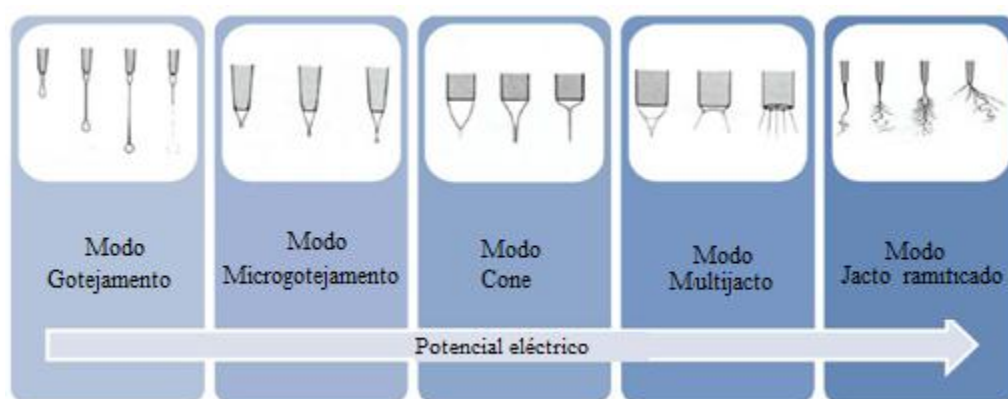 Modo
Gotejamento
Modo
Microgotejamento
Modo
Cone
Modo
Multijacto
Modo
Jacto ramificado
Potencial eléctrico